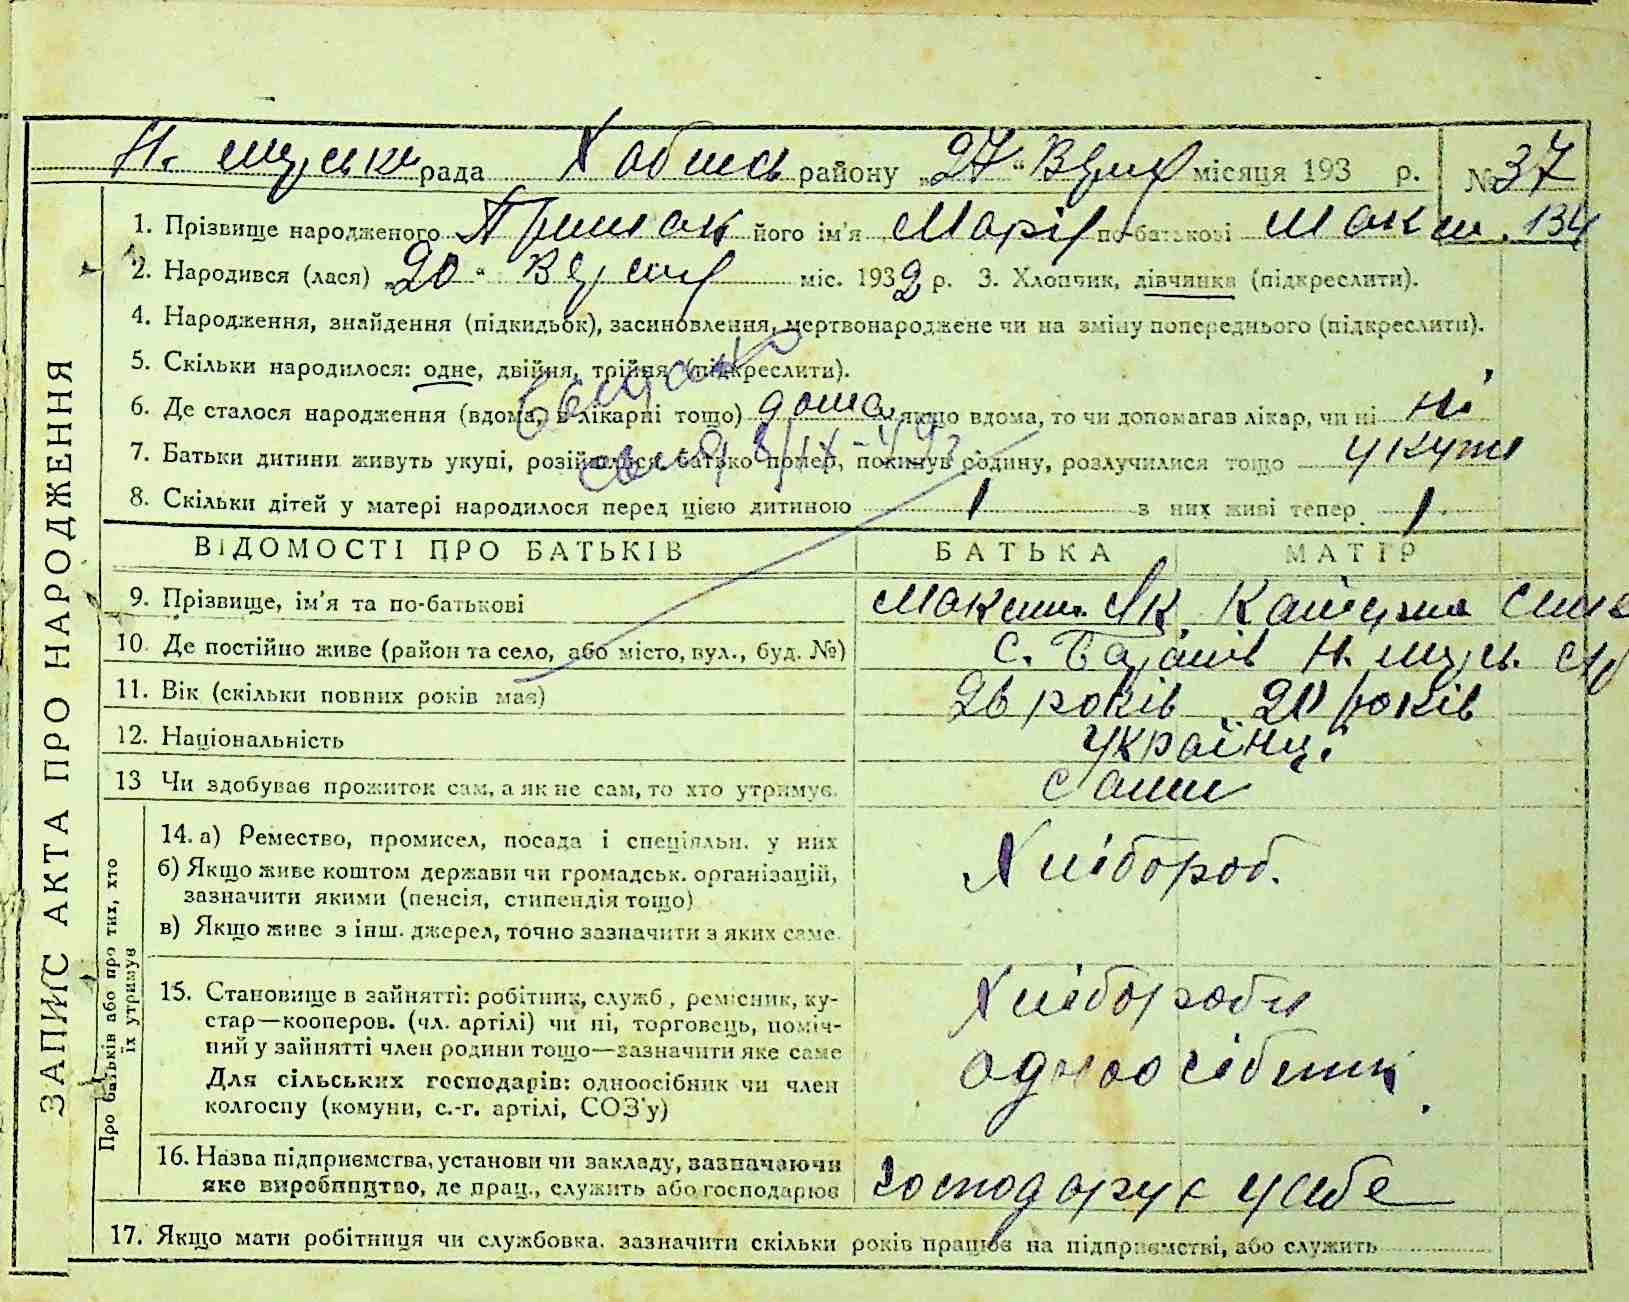 Н. рада Хабись району „27“ Верес місяця 193 р. № 37
1. Прізвище народженого Примак його ім'я Марія по-батькові Максим. 134
2. Народився (лася) „20“ Вересня міс. 1932 р. 3. Хлопчик, дівчинка (підкреслити).
4. Народження, знайдення (підкидьок), засиновлення, мертвонароджене чи на зміну попереднього (підкреслити).
5. Скільки народилося: одне, двійня, трійня (підкреслити).
6. Де сталося народження (вдома, в лікарні тощо) дома якщо вдома, то чи допомагав лікар, чи ні ні
7. Батьки дитини живуть укупі, розійшлися, батько помер, покинув родину, розлучилися тощо укупі
8. Скільки дітей у матері народилося перед цією дитиною 1 з них живі тепер 1
ВІДОМОСТІ ПРО БАТЬКІВ БАТЬКА МАТІР
9. Прізвище, ім'я та по-батькові Максим Як.
10. Де постійно живе (район та село, або місто, вул., буд. №) с. Н.
11. Вік (скільки повних років має) 26 років 20 років
12. Національність українці
13 Чи здобуває прожиток сам, а як не сам, то хто утримує. сами
14. а) Ремество, промисел, посада і спеціяльн. у них Хлібороб.
б) Якщо живе коштом держави чи громадськ. організацій,
зазначити якими (пенсія, стипендія тощо)
в) Якщо живе з інш. джерел, точно зазначити з яких саме.
15. Становище в зайнятті: робітник, служб., ремісник, ку-
стар—кооперов. (чл. артілі) чи ні, торговець, поміч-
ний у зайнятті член родини тощо—зазначити яке саме
Для сільських господарів: одноосібник чи член
колгоспу (комуни, с.-г. артілі, СОЗ'у)
Хлібороби
одноосібник
16. Назва підприємства, установи чи закладу, зазначаючи
яке виробництво, де прац., служить або господарює господарує у себе
17. Якщо мати робітниця чи службовка, зазначити скільки років працює на підприємстві, або служить
ЗАПИС АКТА ПРО НАРОДЖЕННЯ
Про батьків або про тих, хто
їх утримує